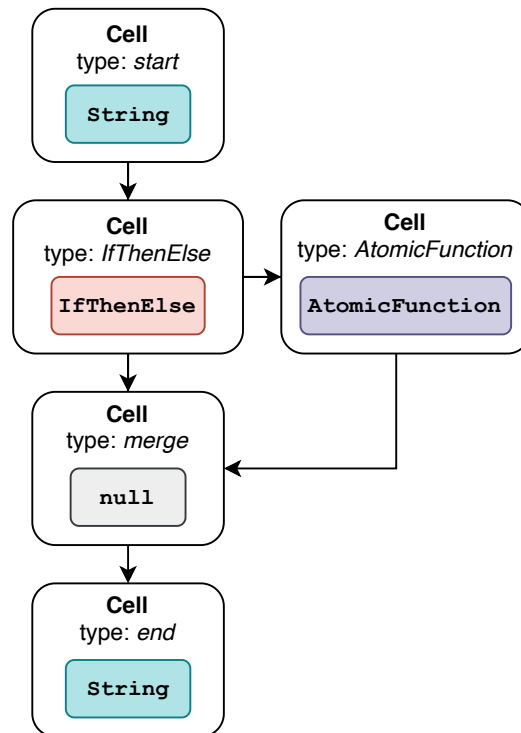 Cell
type: start
String
Cell
type: IfThenElse
IfThenElse
Cell
type: AtomicFunction
AtomicFunction
Cell
type: merge
null
Cell
type: end
String